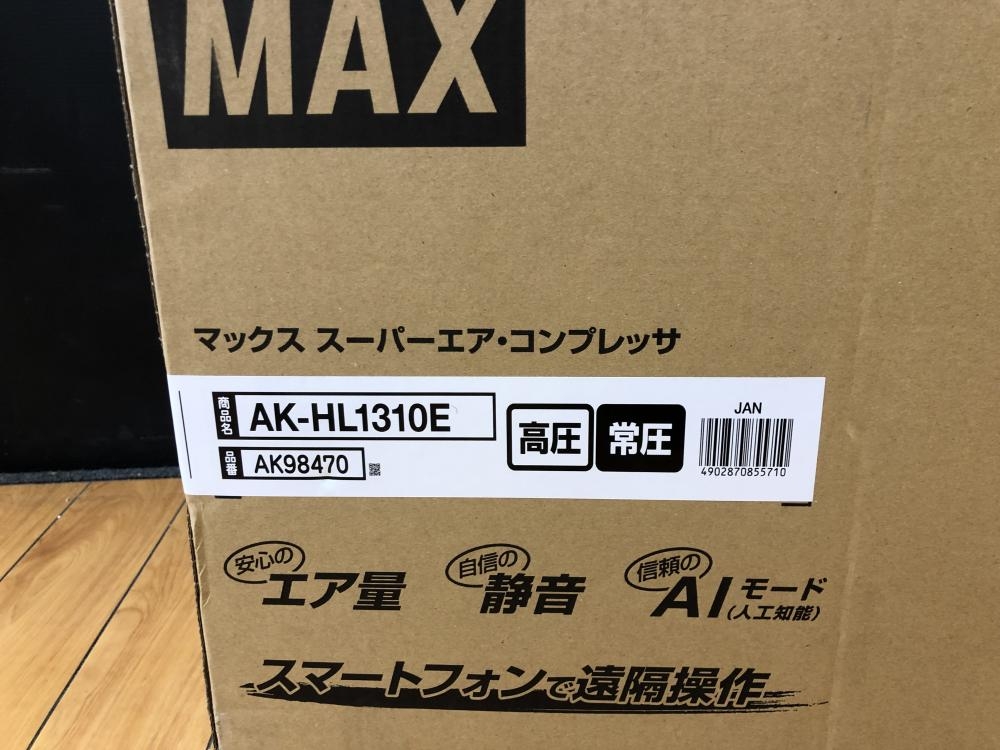 MAX
マックス スーパーエア・コンプレッサ
商品名 AK-HL1310E
品番 AK98470
高圧 常圧
JAN
4902870855710
安心の 自信の 信頼の
エア量 静音 AIモード
(人工知能)
スマートフォンで遠隔操作